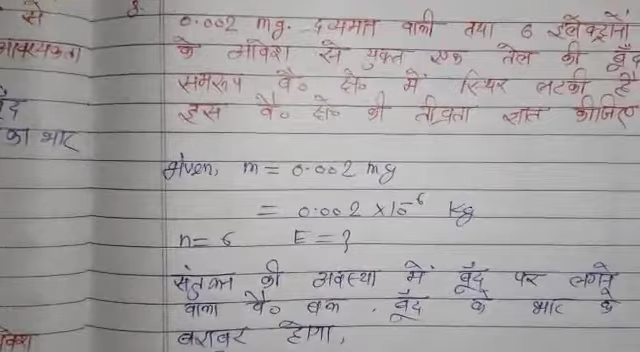 से
आवश्यकता
बूँद
का भार
8.
0.002 mg. द्रव्यमान वाली तथा 6 इलेक्ट्रॉनों
के आवेश से युक्त एक तेल की बूँद
समरूप वै० क्षे० में स्थिर लटकी है
इस वै० क्षे० की तीव्रता ज्ञात कीजिए
Given, m = 0.002 mg
= 0.002 ×10⁻⁶ Kg
n = 6 E = ?
संतुलन की अवस्था में बूँद पर लगने
वाला वै० बल, बूँद के भार के
बराबर होगा,